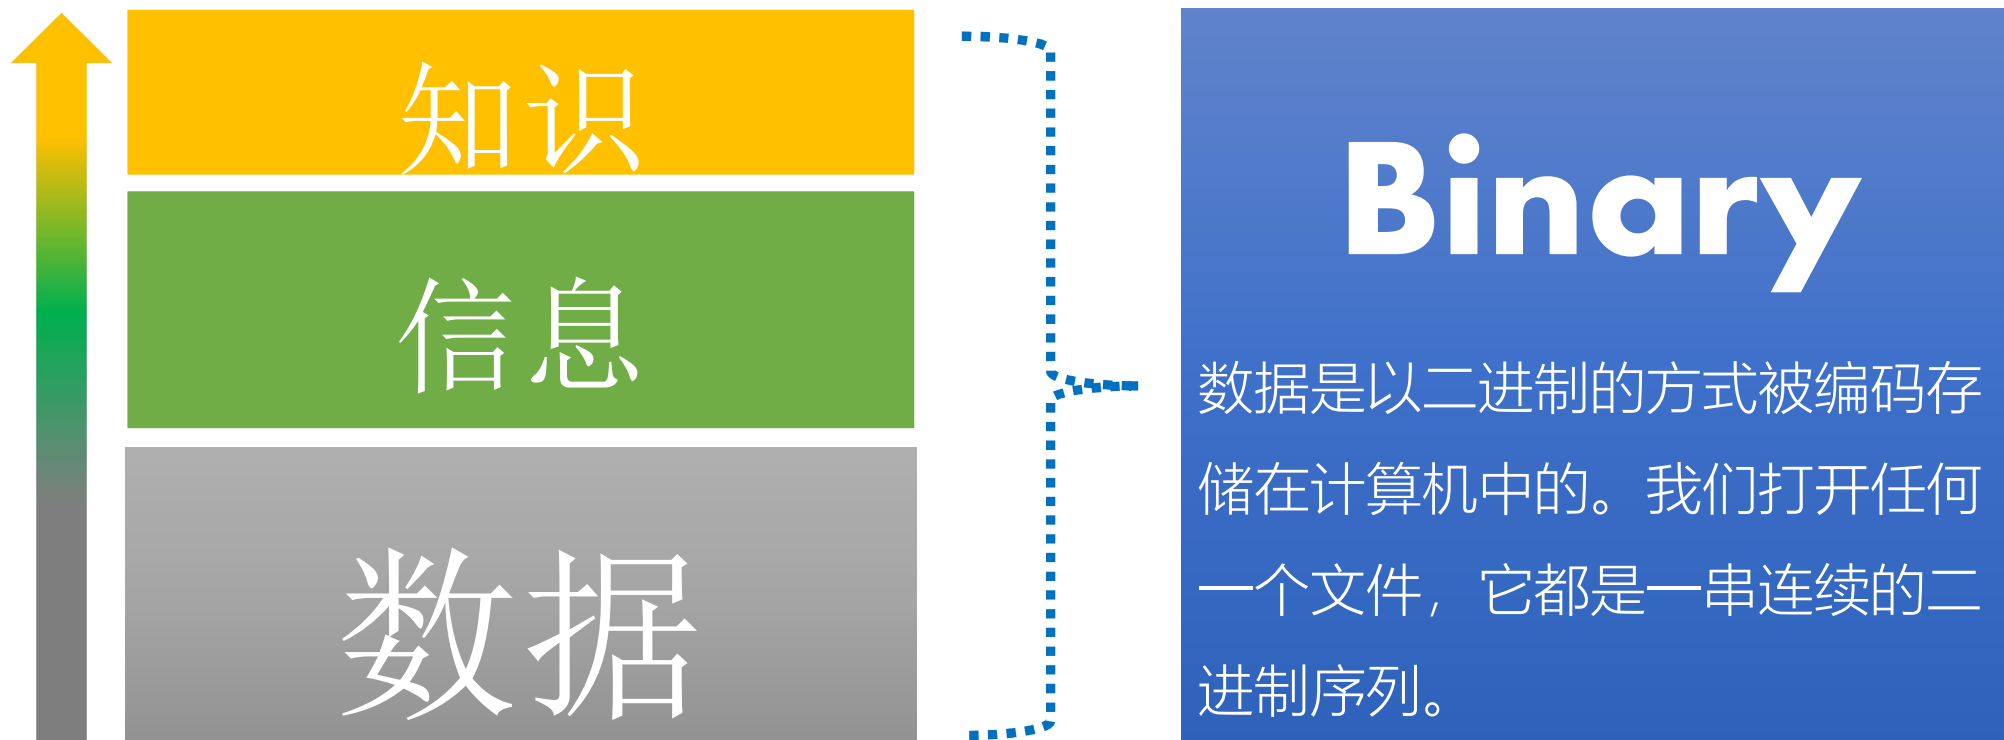 知识
信息
数据
Binary
数据是以二进制的方式被编码存
储在计算机中的。我们打开任何
一个文件，它都是一串连续的二
进制序列。